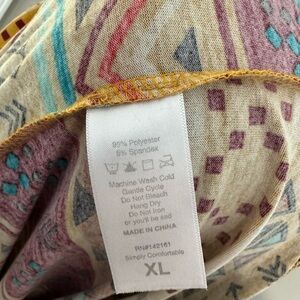 95% Polyester
5% Spandex
Machine Wash Cold
Gentle Cycle
Do Not Bleach
Hang Dry
Do Not Iron
or you'll be sad
MADE IN CHINA
RN#142161
Simply Comfortable
XL